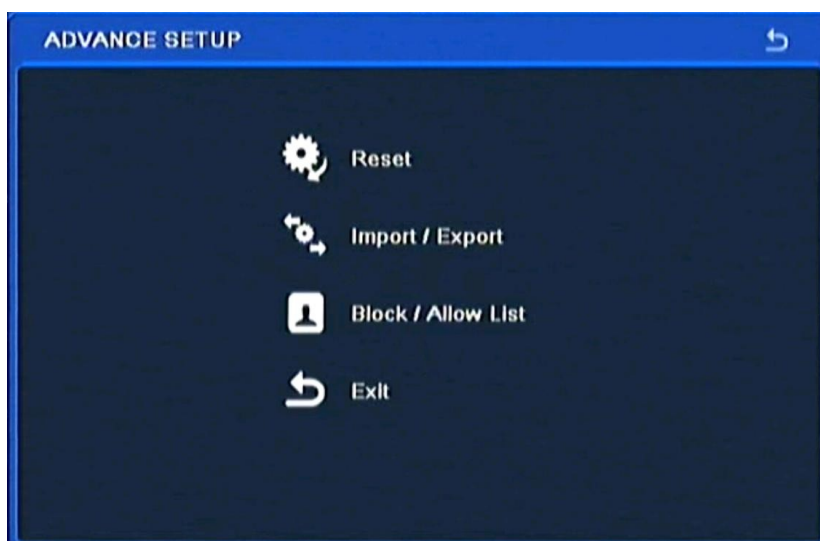 ADVANCE SETUP
Reset
Import / Export
Block / Allow List
Exit